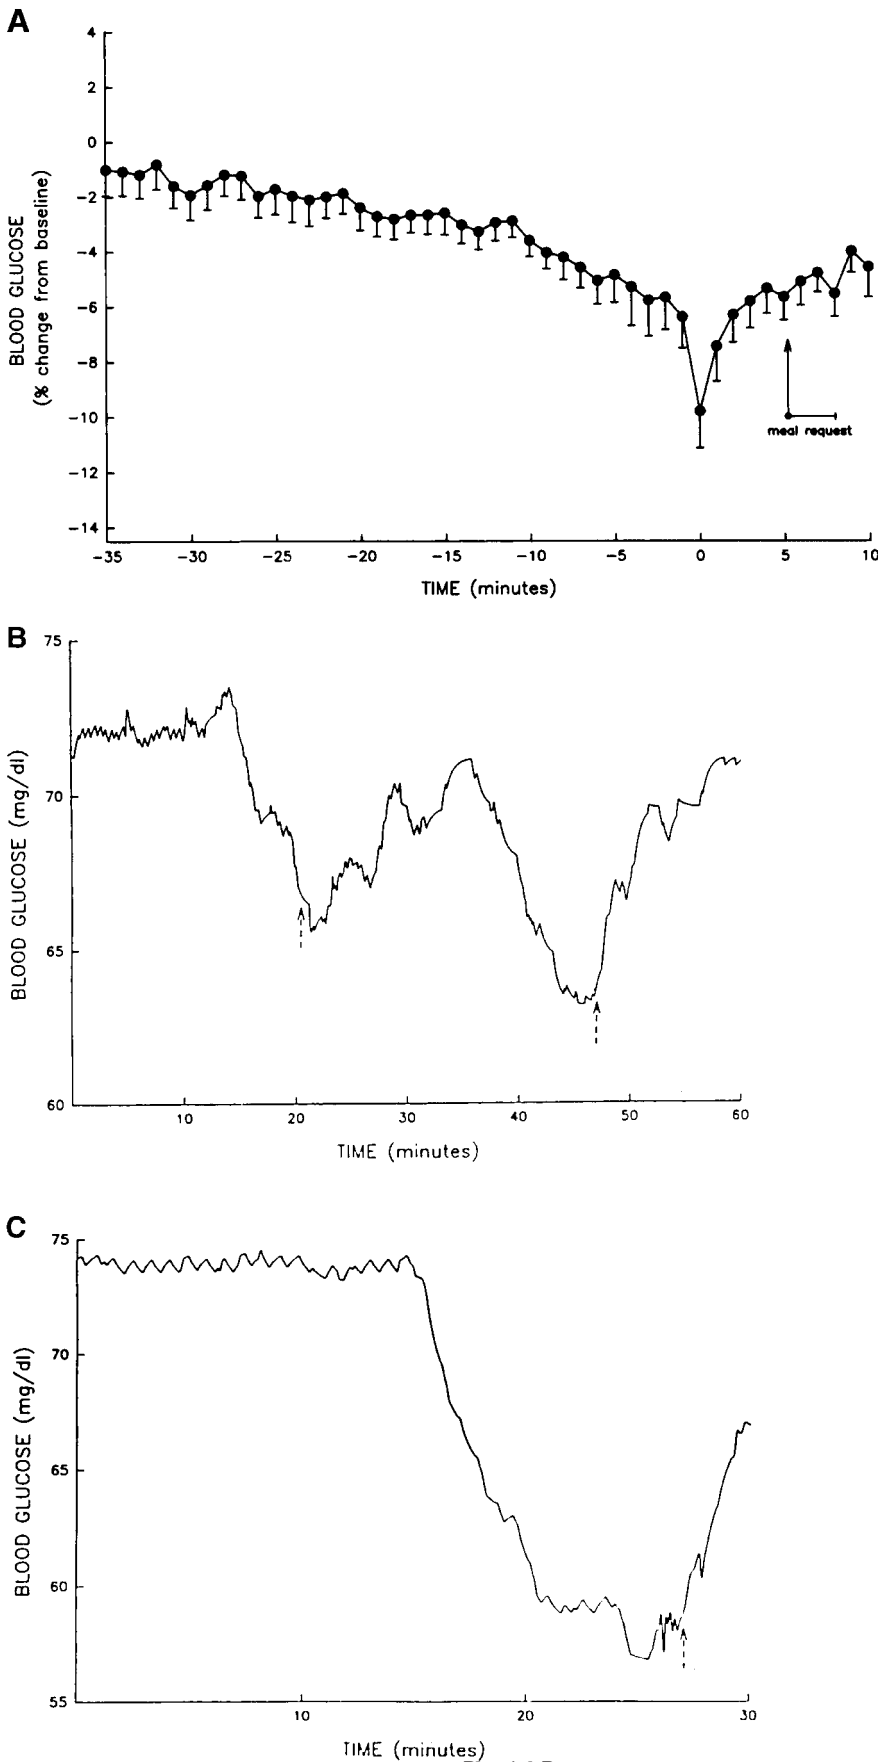 A
4
2
0
−2
−4
−6
−8
−10
−12
−14
BLOOD GLUCOSE
(% change from baseline)
meal request
−35 −30 −25 −20 −15 −10 −5 0 5 10
TIME (minutes)
B
75
70
65
60
BLOOD GLUCOSE (mg/dl)
10 20 30 40 50 60
TIME (minutes)
C
75
70
65
60
55
BLOOD GLUCOSE (mg/dl)
10 20 30
TIME (minutes)